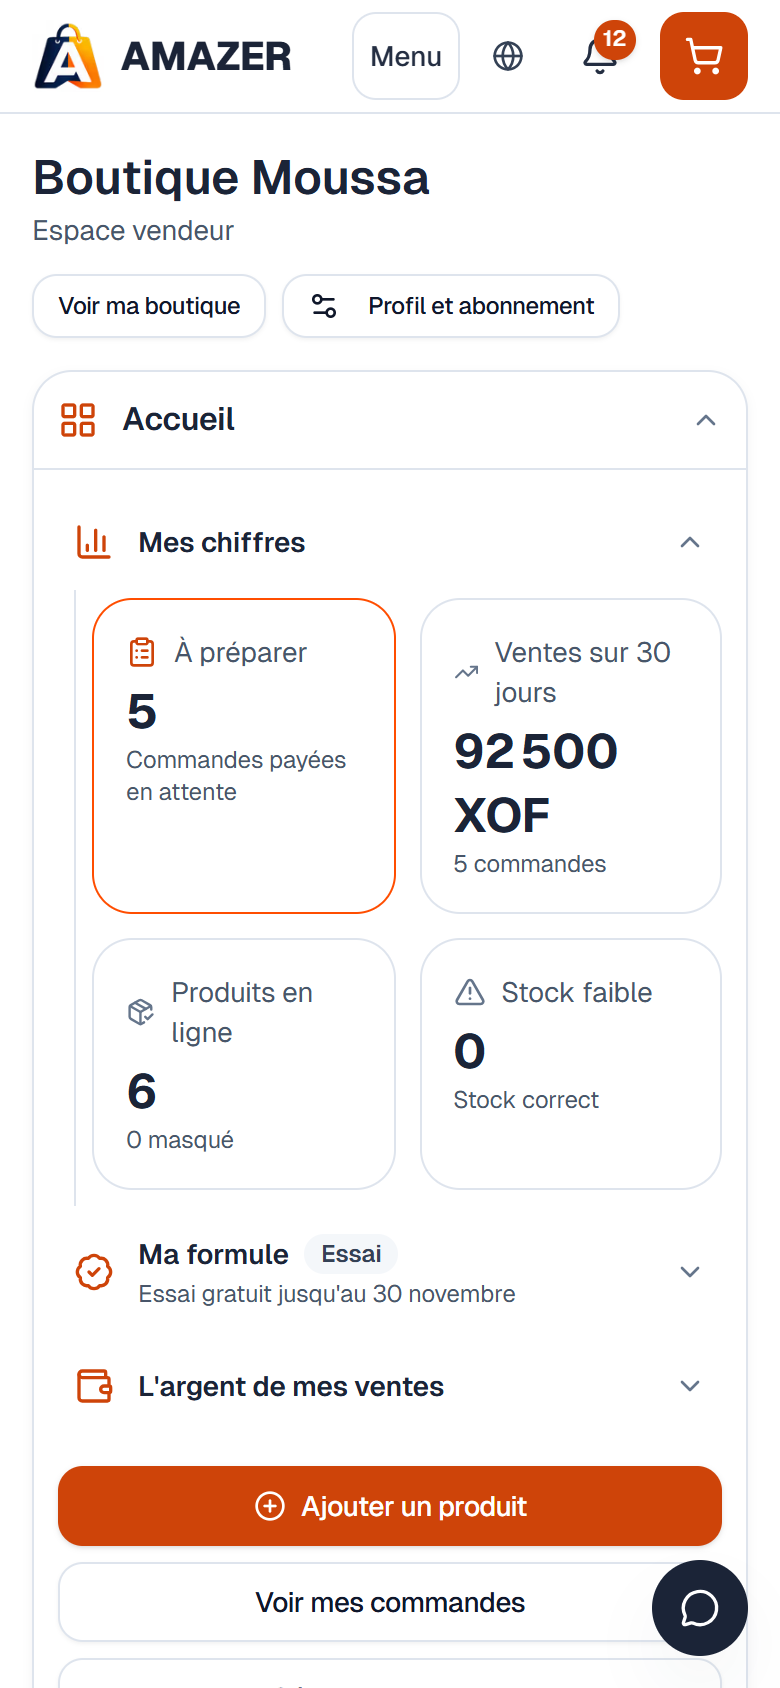 AMAZER
Menu
12
Boutique Moussa
Espace vendeur
Voir ma boutique
Profil et abonnement
Accueil
Mes chiffres
À préparer
5
Commandes payées
en attente
Ventes sur 30
jours
92 500
XOF
5 commandes
Produits en
ligne
6
0 masqué
Stock faible
0
Stock correct
Ma formule
Essai
Essai gratuit jusqu'au 30 novembre
L'argent de mes ventes
Ajouter un produit
Voir mes commandes